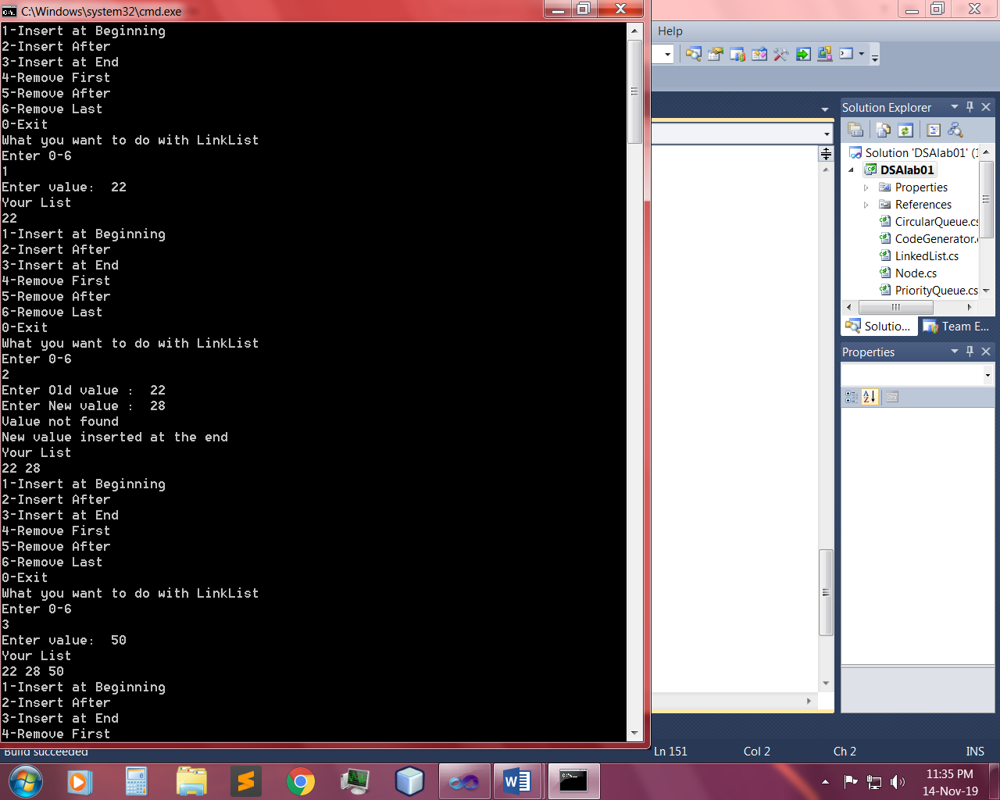 C:\Windows\system32\cmd.exe
1-Insert at Beginning
2-Insert After
3-Insert at End
4-Remove First
5-Remove After
6-Remove Last
0-Exit
What you want to do with LinkList
Enter 0-6
1
Enter value:  22
Your List
22
1-Insert at Beginning
2-Insert After
3-Insert at End
4-Remove First
5-Remove After
6-Remove Last
0-Exit
What you want to do with LinkList
Enter 0-6
2
Enter Old value :  22
Enter New value :  28
Value not found
New value inserted at the end
Your List
22 28
1-Insert at Beginning
2-Insert After
3-Insert at End
4-Remove First
5-Remove After
6-Remove Last
0-Exit
What you want to do with LinkList
Enter 0-6
3
Enter value:  50
Your List
22 28 50
1-Insert at Beginning
2-Insert After
3-Insert at End
4-Remove First
Help
Solution Explorer
Solution 'DSAlab01' (1
DSAlab01
Properties
References
CircularQueue.cs
CodeGenerator.
LinkedList.cs
Node.cs
PriorityQueue.cs
Solutio... Team E...
Properties
Build succeeded Ln 151 Col 2 Ch 2 INS
11:35 PM
14-Nov-19